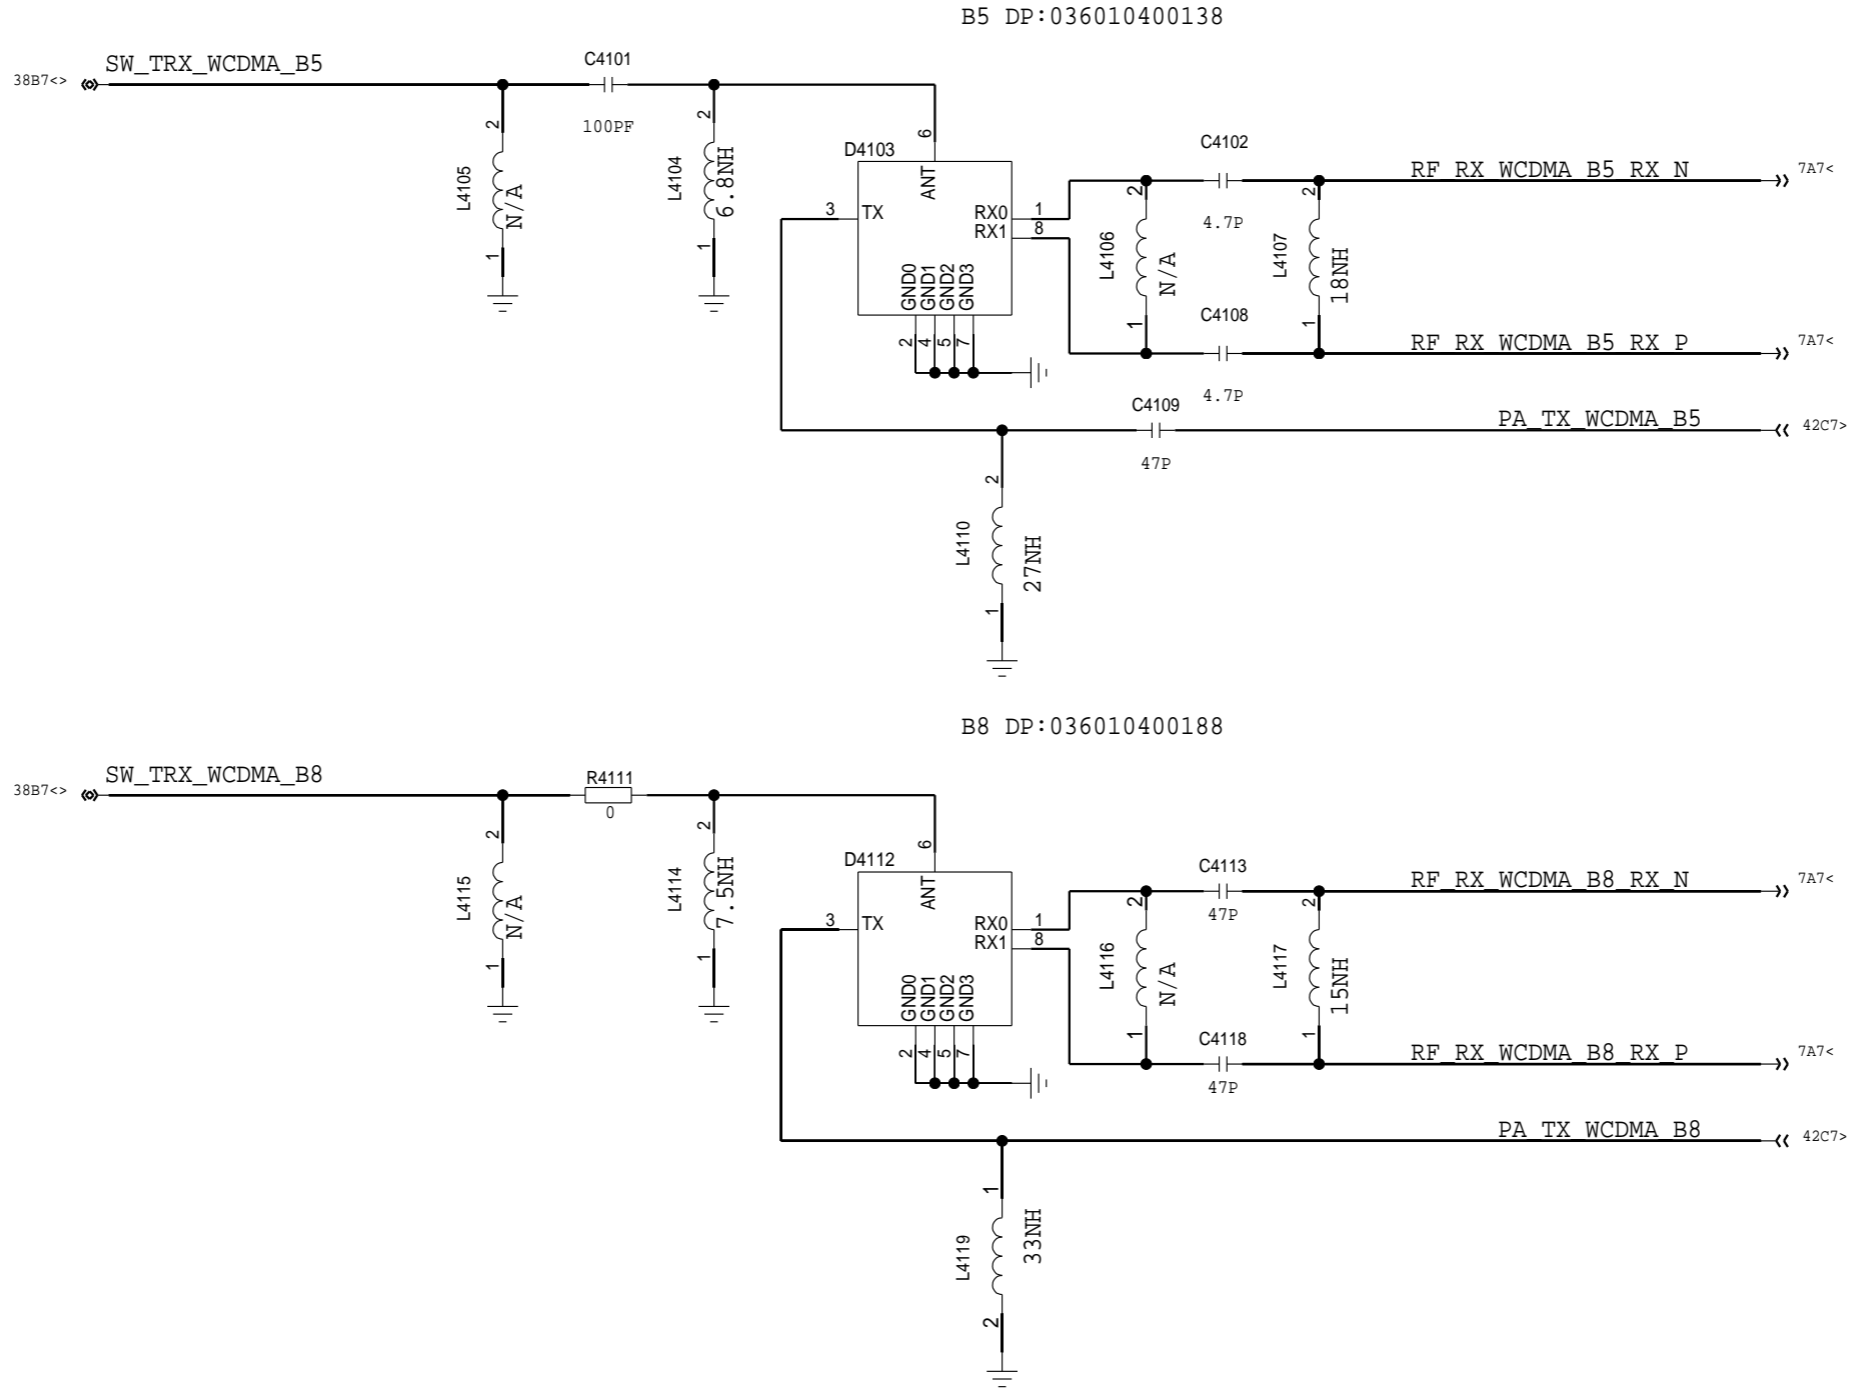 B5 DP:036010400138
SW_TRX_WCDMA_B5
C4101
38B7<>
100PF
2
L4105
N/A
1
2
L4104
6.8NH
1
6
D4103
ANT
3
TX
RX0
1
RX1
8
GND0
GND1
GND2
GND3
2
4
5
7
C4102
4.7P
2
L4106
N/A
1
2
L4107
18NH
1
RF_RX_WCDMA_B5_RX_N
7A7<
C4108
4.7P
RF_RX_WCDMA_B5_RX_P
7A7<
C4109
47P
PA_TX_WCDMA_B5
42C7>
2
L4110
27NH
1
B8 DP:036010400188
SW_TRX_WCDMA_B8
R4111
38B7<>
0
2
L4115
N/A
1
2
L4114
7.5NH
1
6
D4112
ANT
3
TX
RX0
1
RX1
8
GND0
GND1
GND2
GND3
2
4
5
7
C4113
47P
2
L4116
N/A
1
2
L4117
15NH
1
RF_RX_WCDMA_B8_RX_N
7A7<
C4118
47P
RF_RX_WCDMA_B8_RX_P
7A7<
PA_TX_WCDMA_B8
42C7>
1
L4119
33NH
2